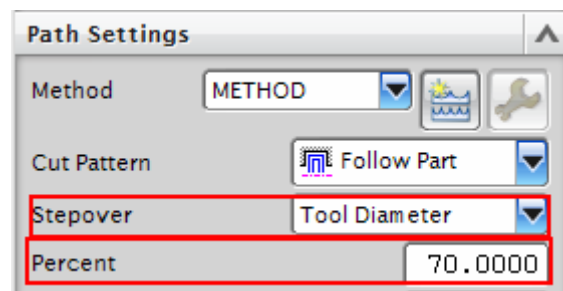 Path Settings
Method METHOD
Cut Pattern Follow Part
Stepover Tool Diameter
Percent 70.0000